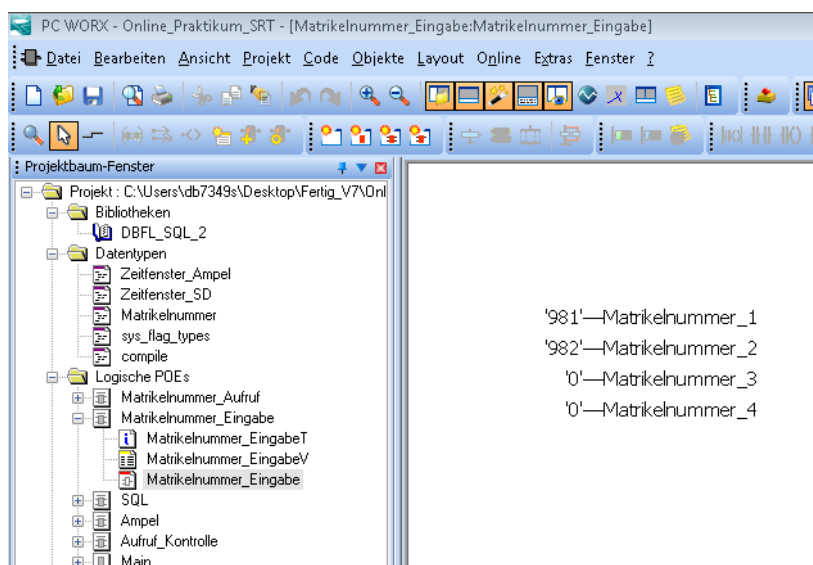 PC WORX - Online_Praktikum_SRT - [Matrikelnummer_Eingabe:Matrikelnummer_Eingabe]
Datei Bearbeiten Ansicht Projekt Code Objekte Layout Online Extras Fenster ?
Projektbaum-Fenster
Projekt : C:\Users\db7349s\Desktop\Fertig_V7\Onl
Bibliotheken
DBFL_SQL_2
Datentypen
Zeitfenster_Ampel
Zeitfenster_SD
Matrikelnummer
sys_flag_types
compile
Logische POEs
Matrikelnummer_Aufruf
Matrikelnummer_Eingabe
Matrikelnummer_EingabeT
Matrikelnummer_EingabeV
Matrikelnummer_Eingabe
SQL
Ampel
Aufruf_Kontrolle
Main
'981'—Matrikelnummer_1
'982'—Matrikelnummer_2
'0'—Matrikelnummer_3
'0'—Matrikelnummer_4